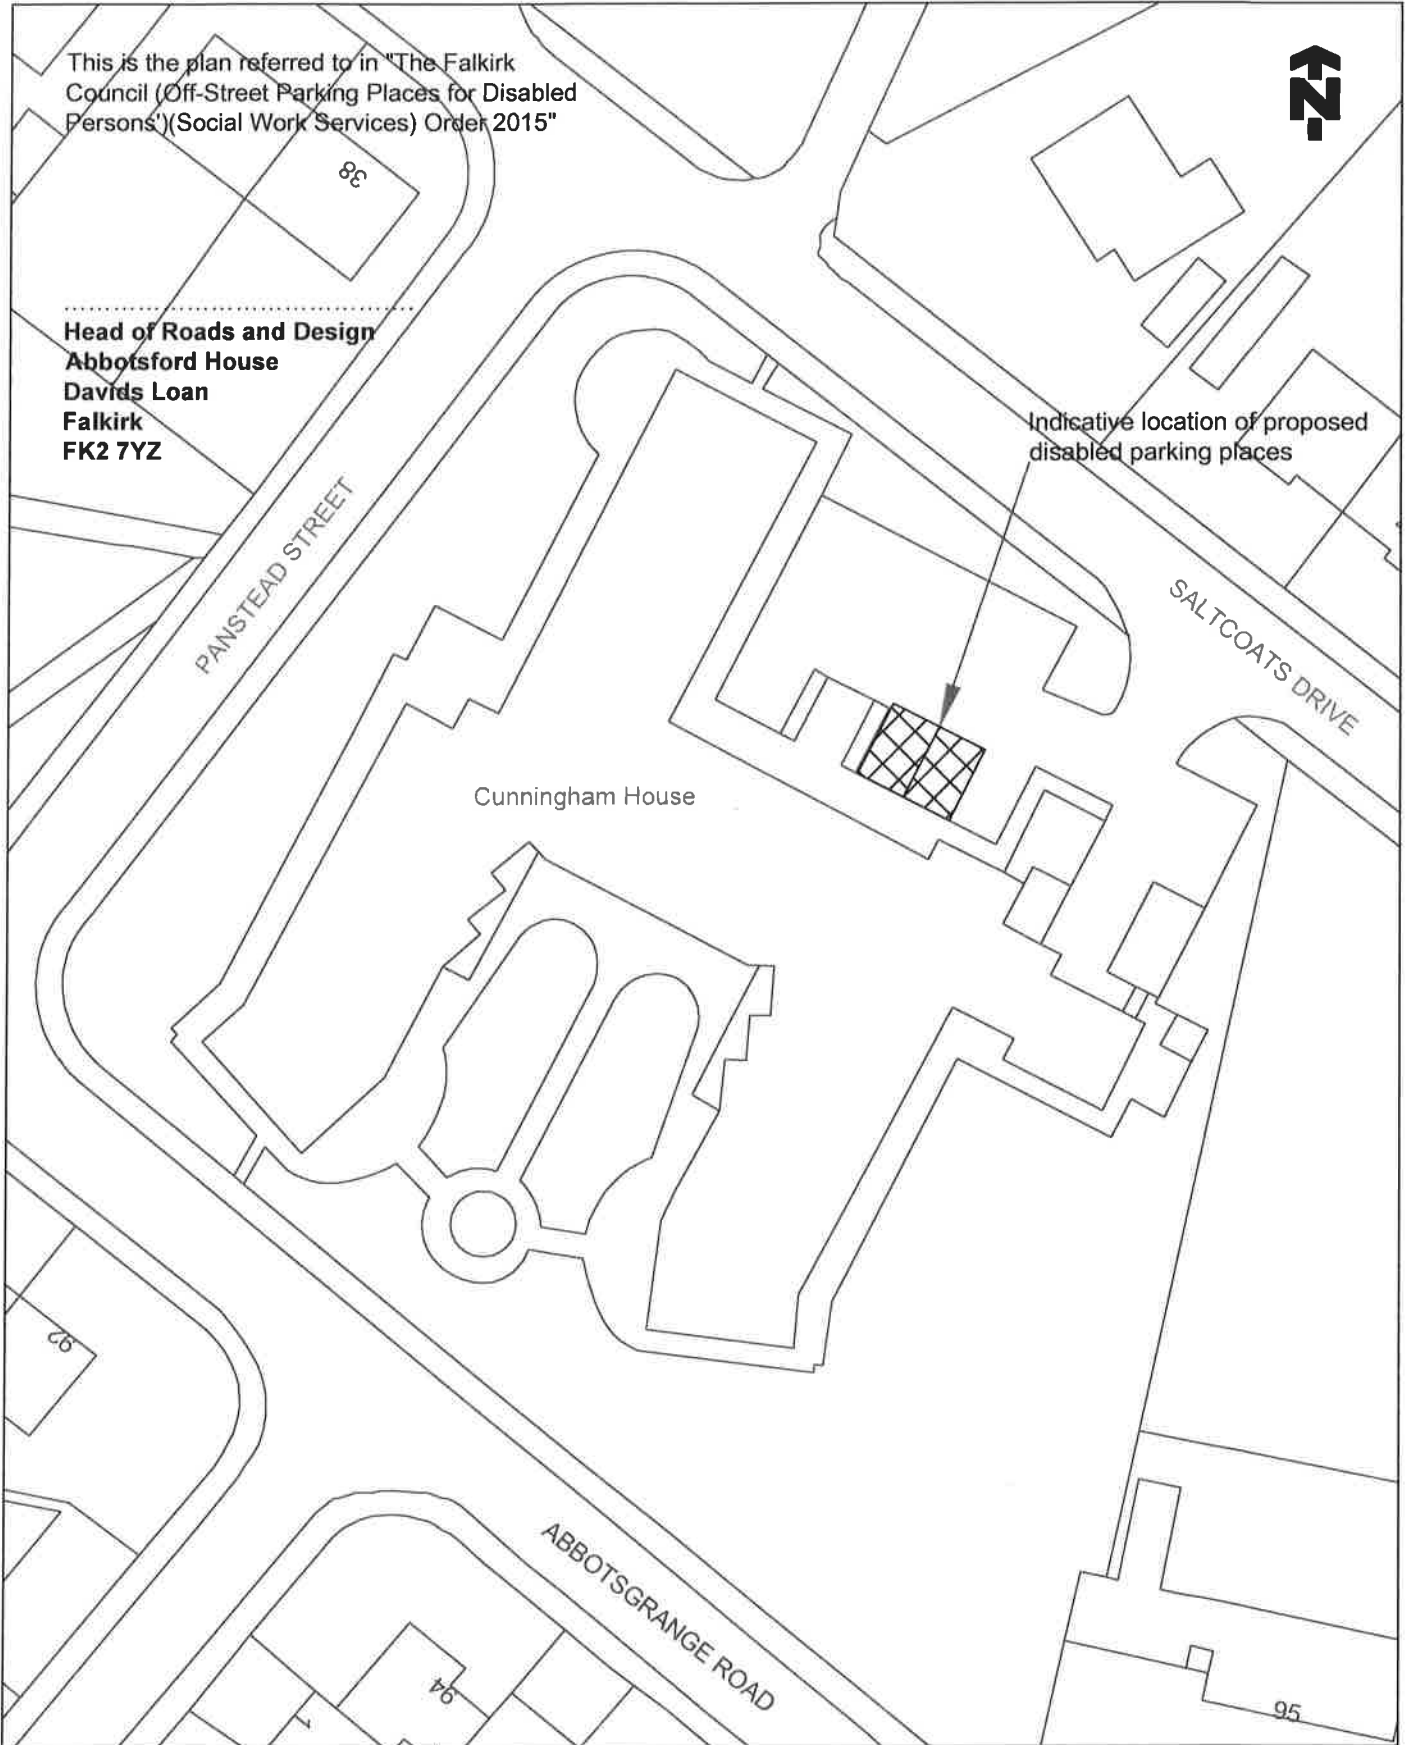 This is the plan referred to in "The Falkirk
Council (Off-Street Parking Places for Disabled
Persons')(Social Work Services) Order 2015"
N
38
Head of Roads and Design
Abbotsford House
Davids Loan
Falkirk
FK2 7YZ
Indicative location of proposed
disabled parking places
PANSTEAD STREET
SALTCOATS DRIVE
Cunningham House
92
ABBOTSGRANGE ROAD
94
1
95